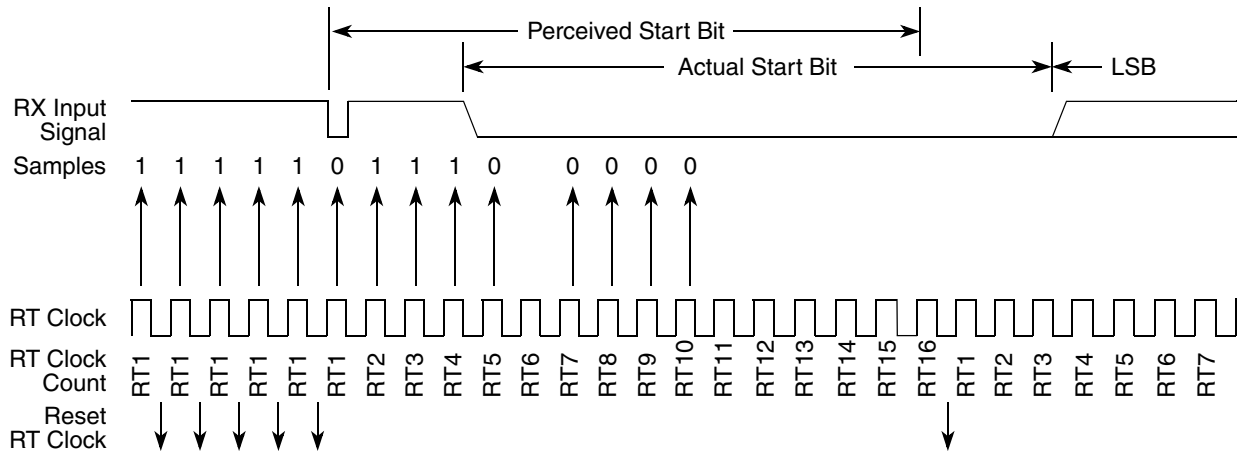 Perceived Start Bit
Actual Start Bit LSB
RX Input
Signal
Samples 1 1 1 1 1 0 1 1 1 0 0 0 0 0
RT Clock
RT Clock
Count
RT1 RT1 RT1 RT1 RT1 RT1 RT2 RT3 RT4 RT5 RT6 RT7 RT8 RT9 RT10 RT11 RT12 RT13 RT14 RT15 RT16 RT1 RT2 RT3 RT4 RT5 RT6 RT7
Reset
RT Clock